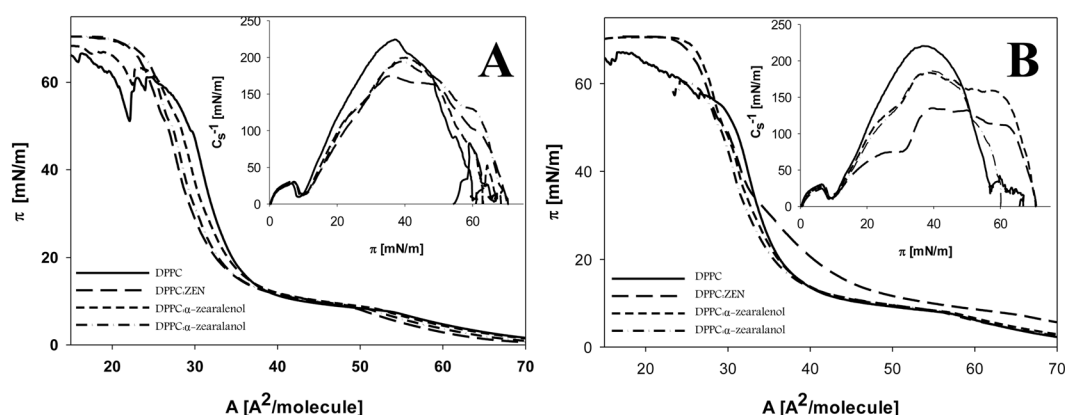 A
250
200
150
100
50
0
Cs⁻¹ [mN/m]
0 20 40 60 80
π [mN/m]
60
40
20
0
π [mN/m]
DPPC
DPPC:ZEN
DPPC:α-zearalenol
DPPC:α-zearalanol
20 30 40 50 60 70
A [A²/molecule]
B
250
200
150
100
50
0
Cs⁻¹ [mN/m]
0 20 40 60 80
π [mN/m]
60
40
20
0
π [mN/m]
DPPC
DPPC:ZEN
DPPC:α-zearalenol
DPPC:α-zearalanol
20 30 40 50 60 70
A [A²/molecule]